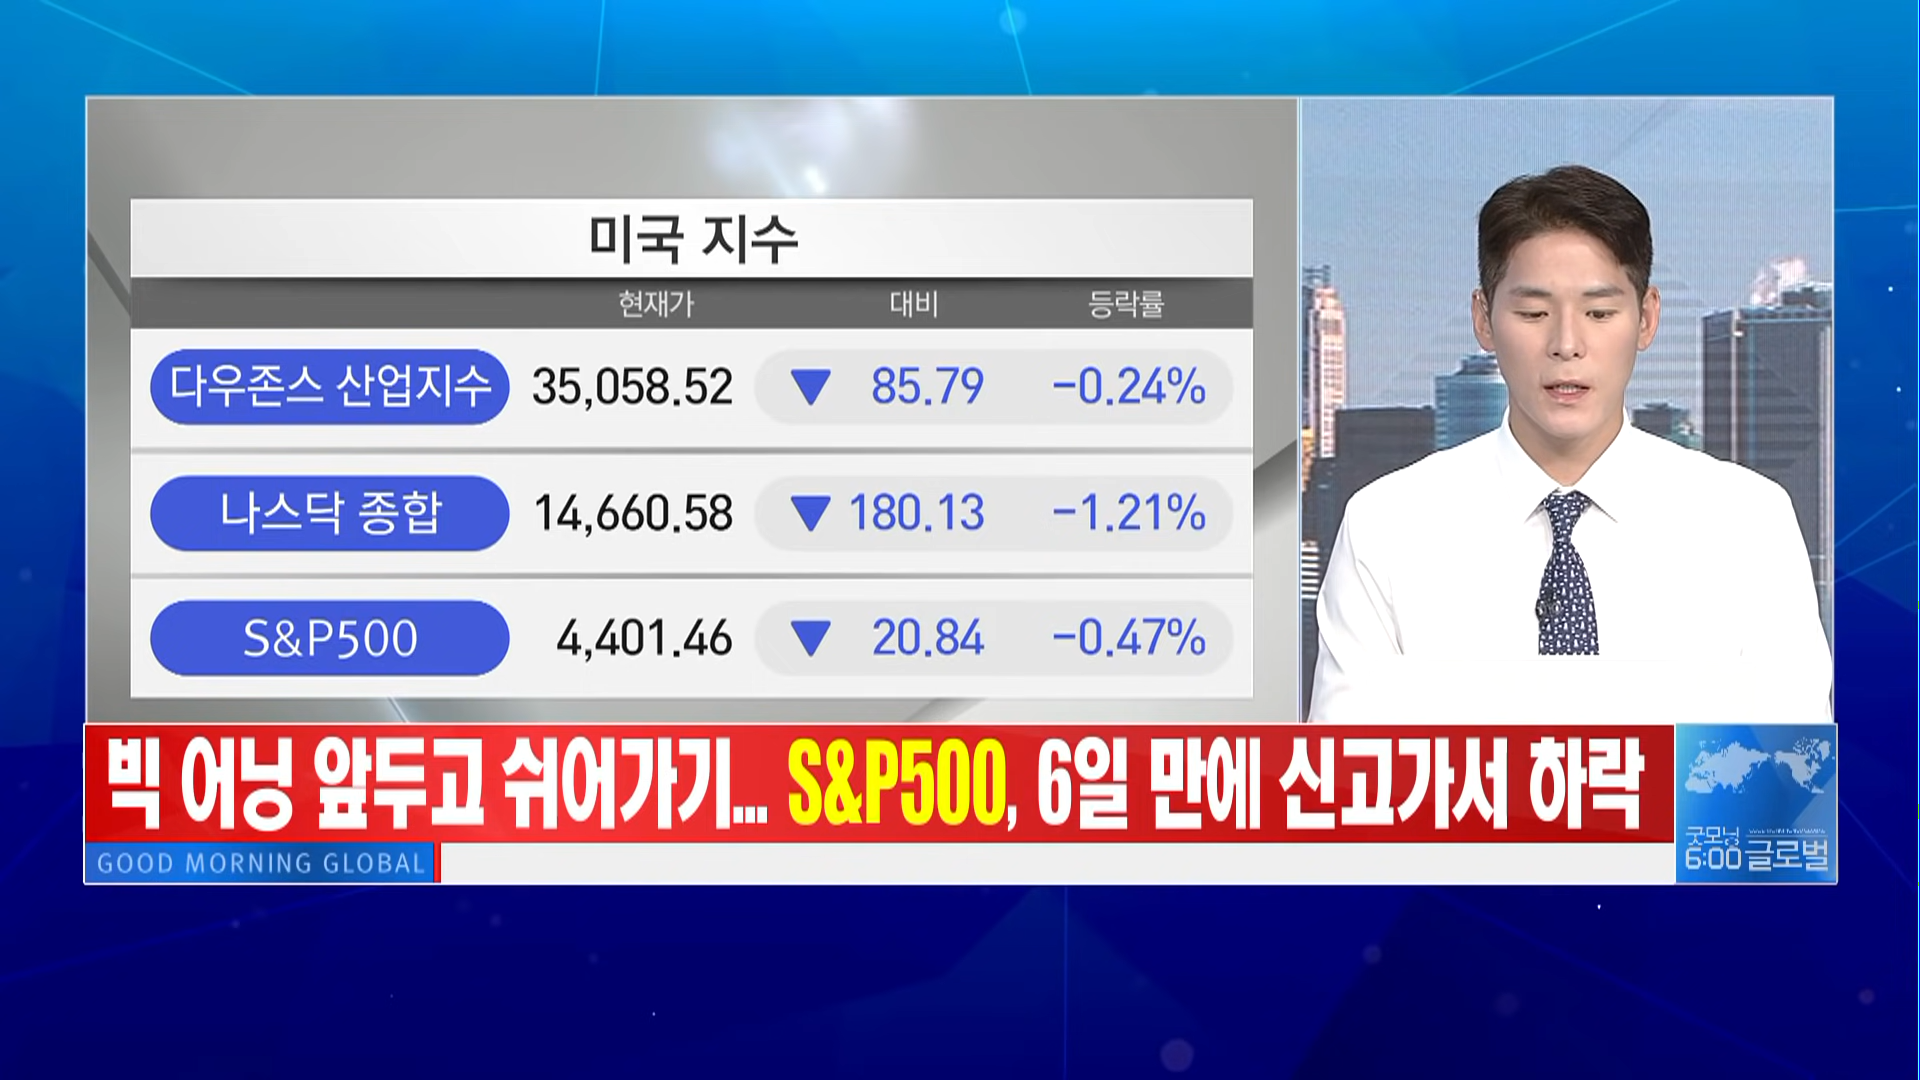 미국 지수
현재가 대비 등락률
다우존스 산업지수 35,058.52 ▼ 85.79 -0.24%
나스닥 종합 14,660.58 ▼ 180.13 -1.21%
S&P500 4,401.46 ▼ 20.84 -0.47%
빅 어닝 앞두고 쉬어가기... S&P500, 6일 만에 신고가서 하락
GOOD MORNING GLOBAL
굿모닝
6:00 글로벌